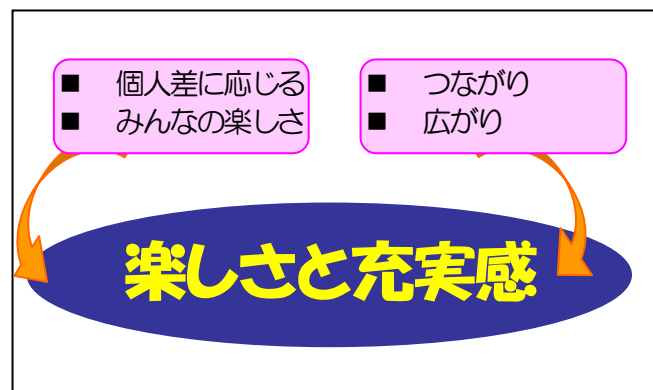 ■ 個人差に応じる
■ みんなの楽しさ
■ つながり
■ 広がり
楽しさと充実感